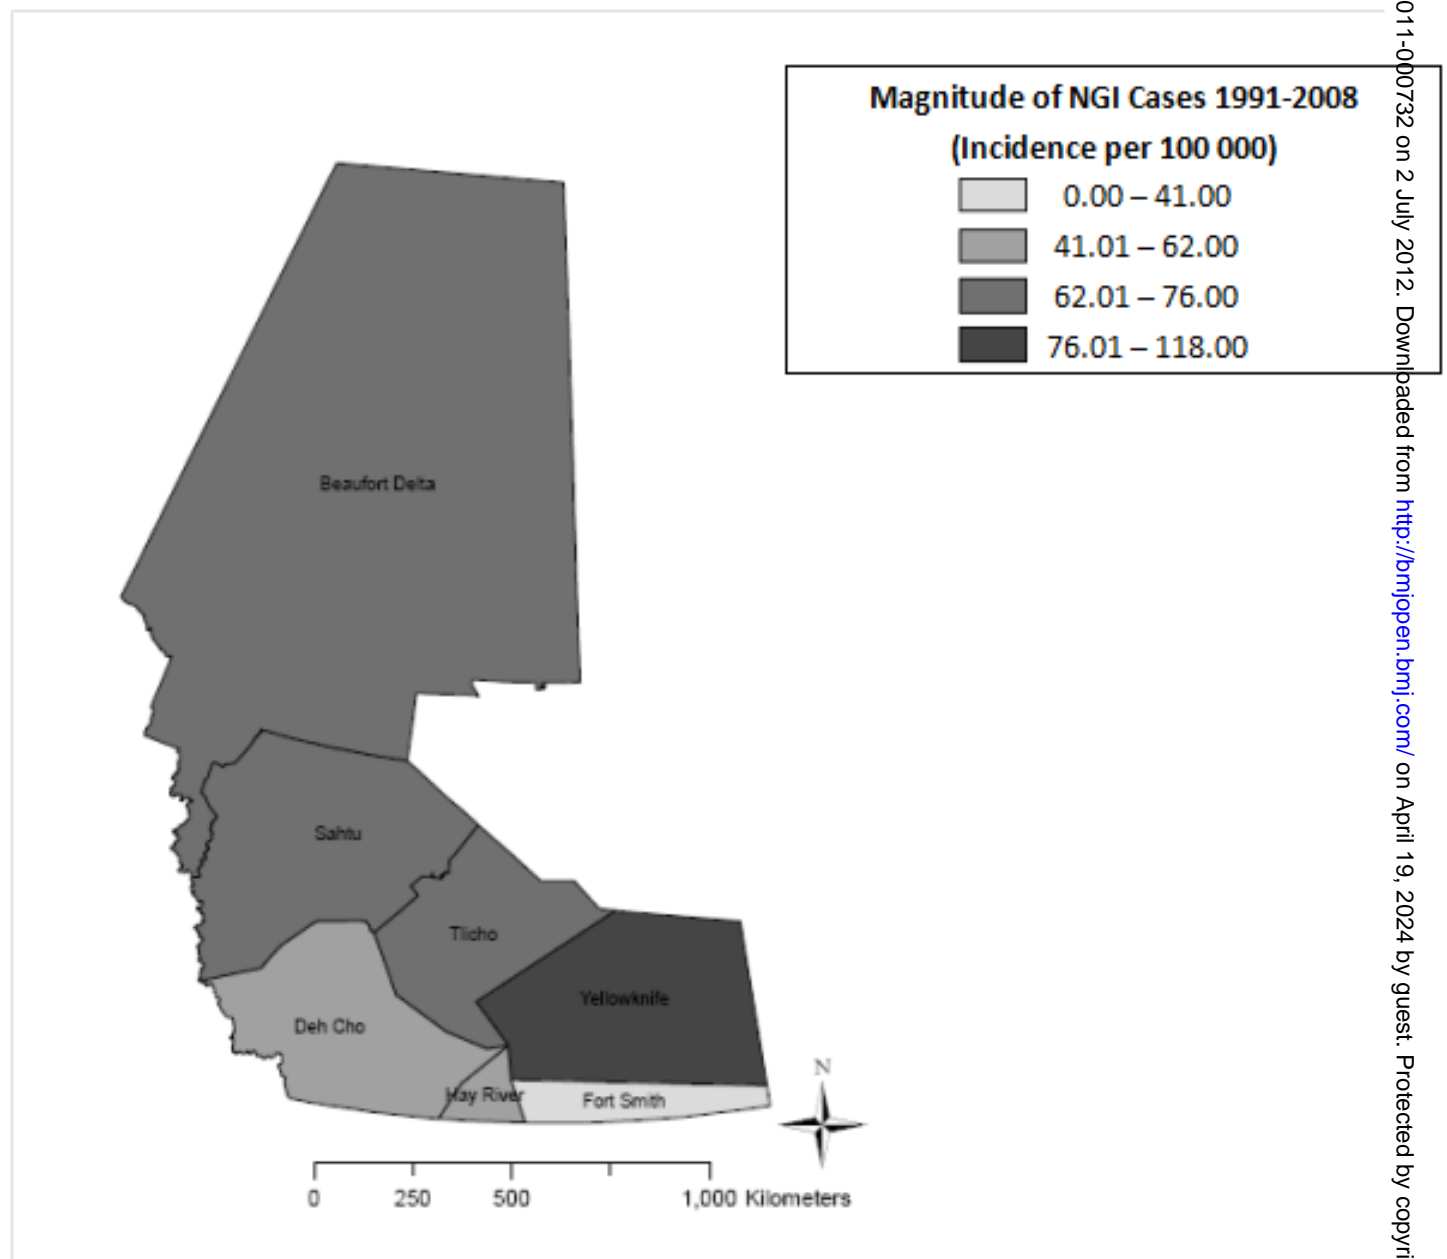 Magnitude of NGI Cases 1991-2008
(Incidence per 100 000)
0.00 – 41.00
41.01 – 62.00
62.01 – 76.00
76.01 – 118.00
Beaufort Delta
Sahtu
Tlicho
Yellowknife
Deh Cho
Hay River
Fort Smith
N
0 250 500 1,000 Kilometers
011-000732 on 2 July 2012. Downloaded from http://bmjopen.bmj.com/ on April 19, 2024 by guest. Protected by copyri